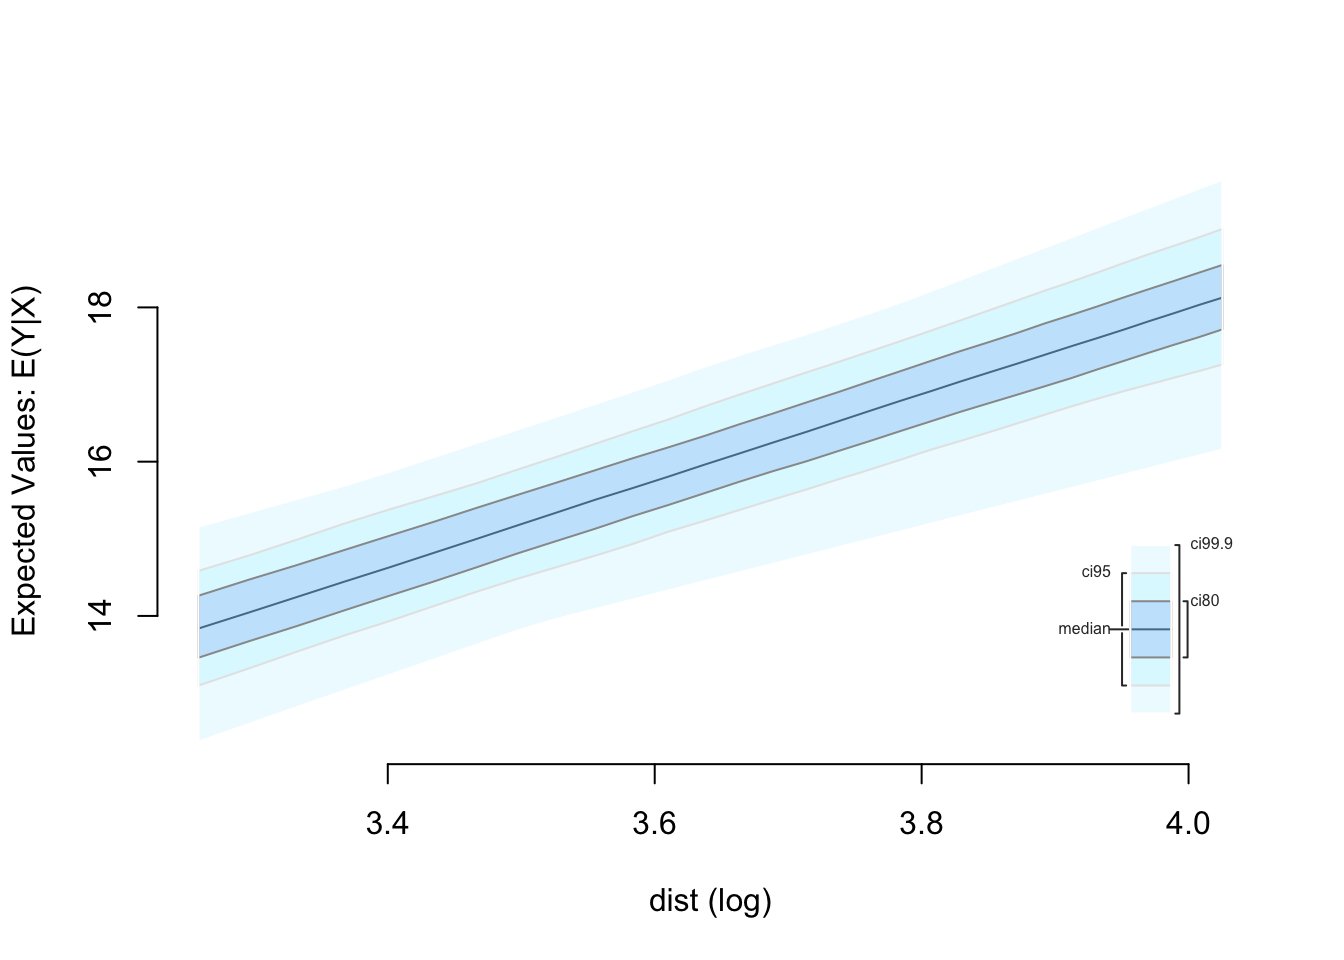 Expected Values: E(Y|X)
18
16
14
ci99.9
ci95
ci80
median
3.4 3.6 3.8 4.0
dist (log)